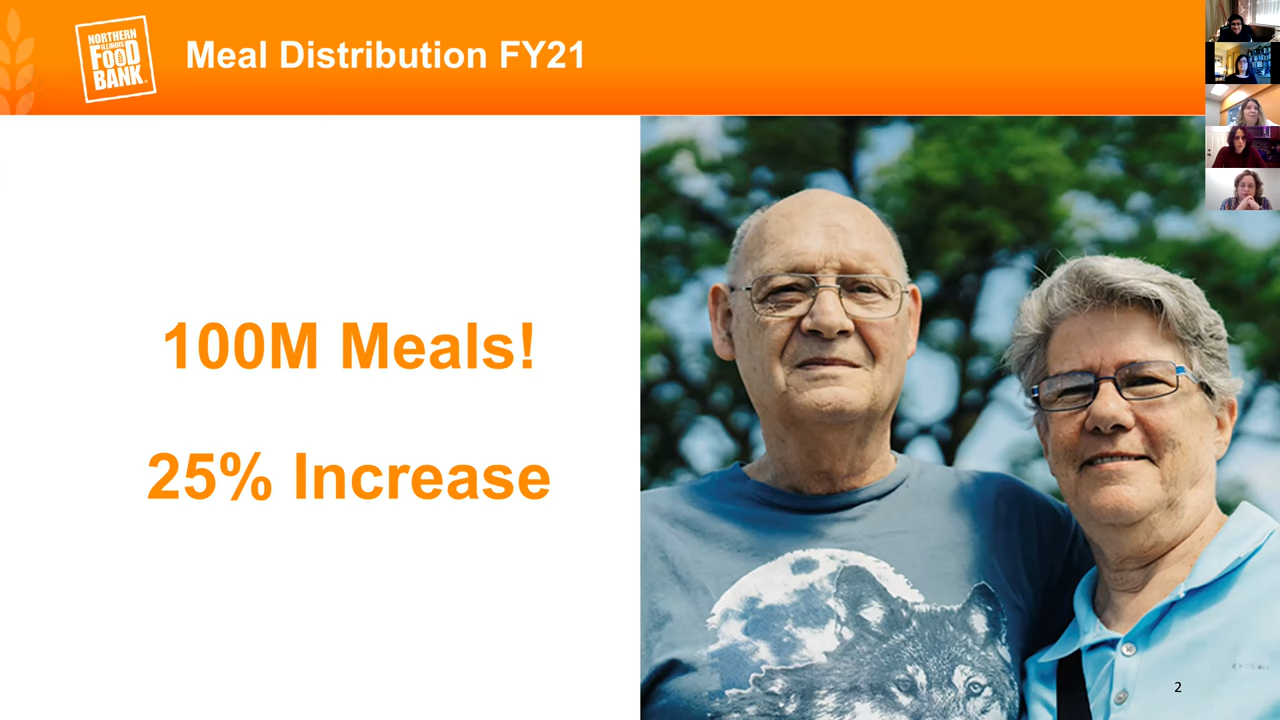 NORTHERN
ILLINOIS
FOOD
BANK
Meal Distribution FY21
100M Meals!
25% Increase
2